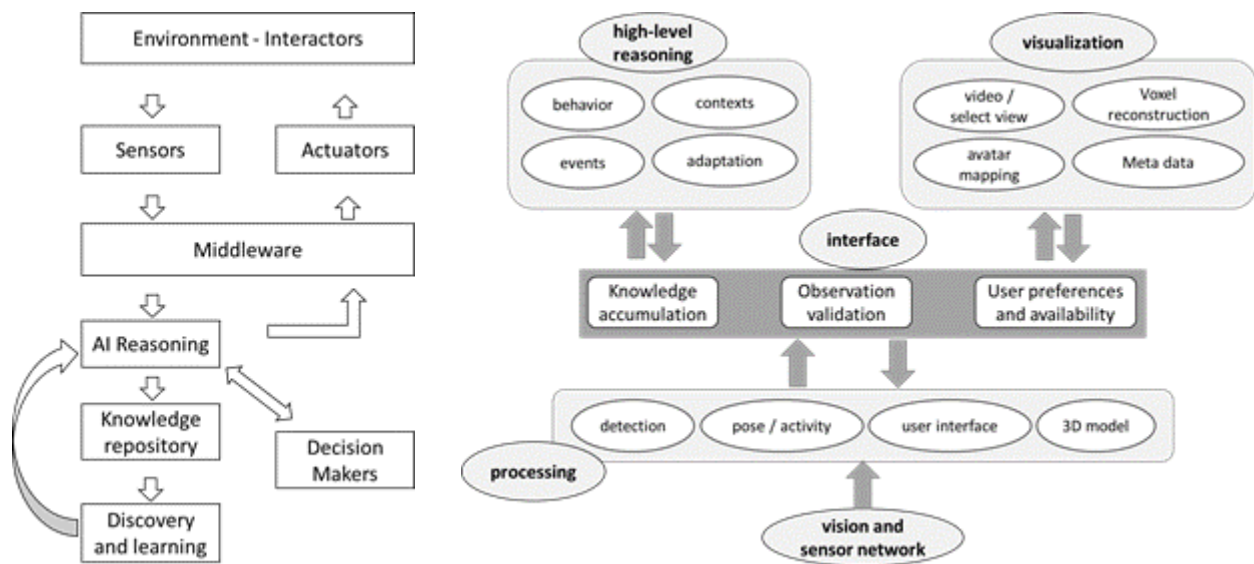 Environment - Interactors
Sensors
Actuators
Middleware
AI Reasoning
Knowledge
repository
Decision
Makers
Discovery
and learning
high-level
reasoning
behavior
contexts
events
adaptation
visualization
video /
select view
Voxel
reconstruction
avatar
mapping
Meta data
interface
Knowledge
accumulation
Observation
validation
User preferences
and availability
detection
pose / activity
user interface
3D model
processing
vision and
sensor network